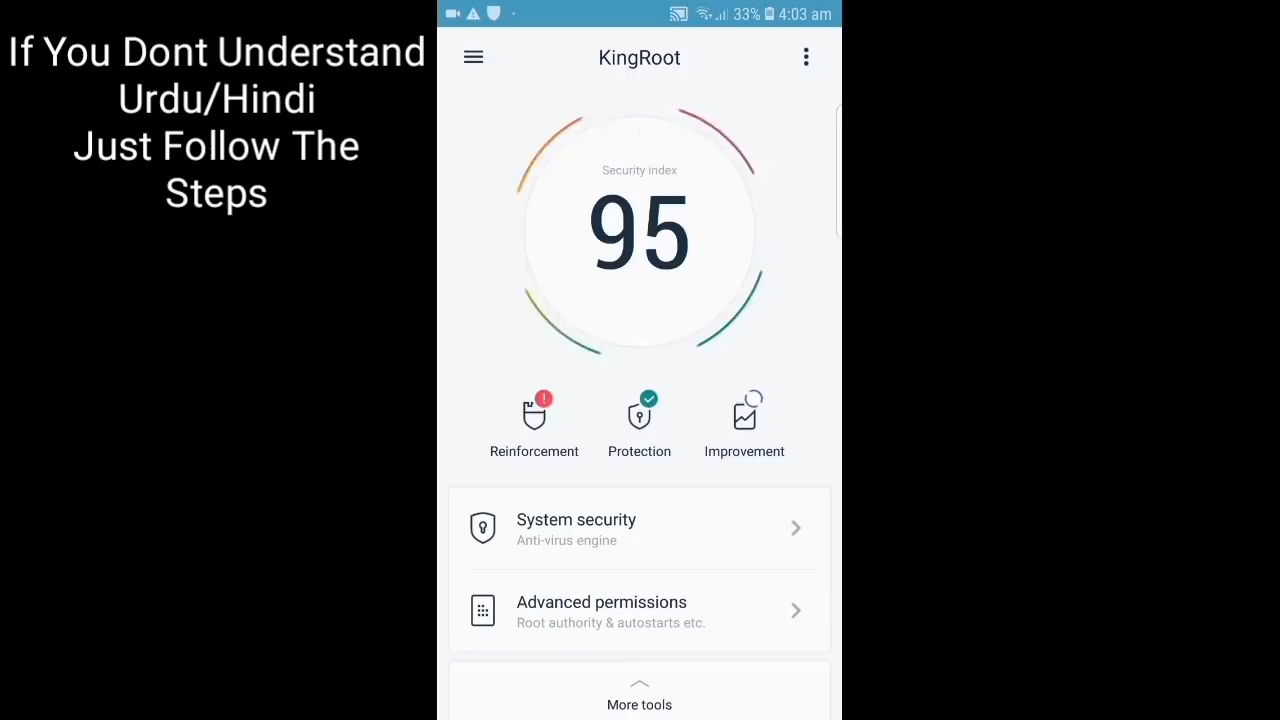 If You Dont Understand
Urdu/Hindi
Just Follow The
Steps
33% 4:03 am
KingRoot
Security index
95
Reinforcement
Protection
Improvement
System security
Anti-virus engine
Advanced permissions
Root authority & autostarts etc.
More tools